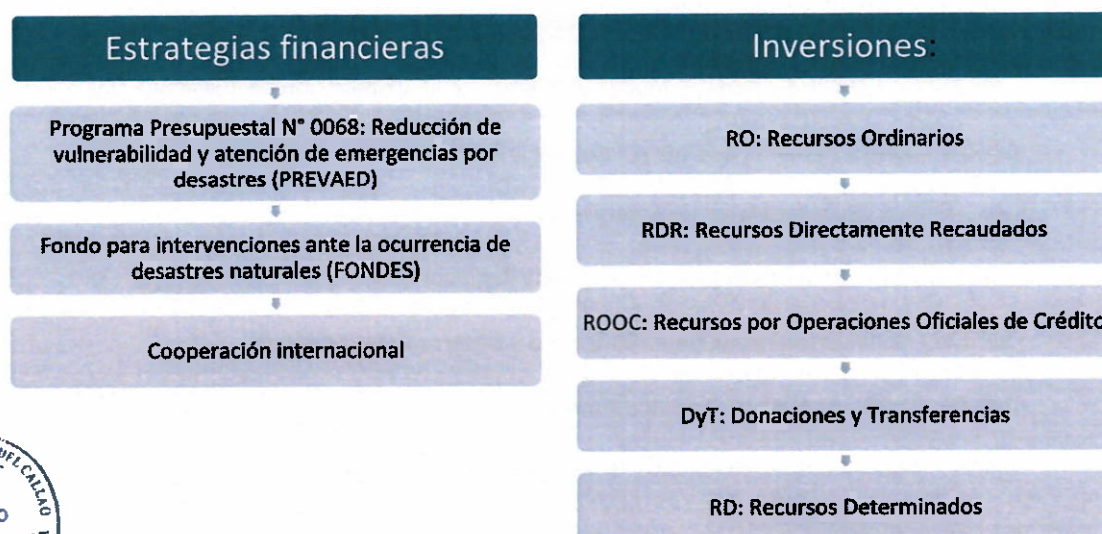 Estrategias financieras
Programa Presupuestal N° 0068: Reducción de
vulnerabilidad y atención de emergencias por
desastres (PREVAED)
Fondo para intervenciones ante la ocurrencia de
desastres naturales (FONDES)
Cooperación internacional
Inversiones:
RO: Recursos Ordinarios
RDR: Recursos Directamente Recaudados
ROOC: Recursos por Operaciones Oficiales de Crédito
DyT: Donaciones y Transferencias
RD: Recursos Determinados
CALLAO